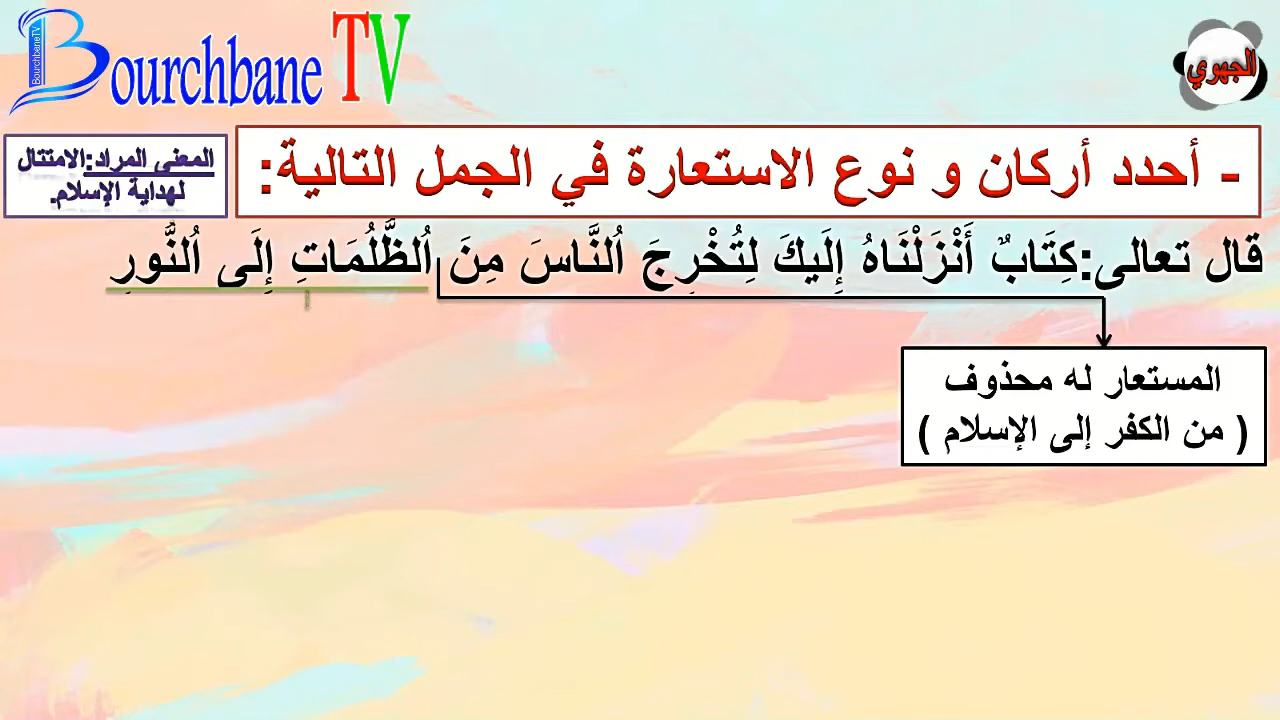 Bourchbane TV
BourchbaneTV
الجهوي
- أحدد أركان و نوع الاستعارة في الجمل التالية:
المعنى المراد:الامتتال
لهداية الإسلام.
قال تعالى:كِتَابٌ أَنْزَلْنَاهُ إِلَيكَ لِتُخْرِجَ اُلنَّاسَ مِنَ اُلظَّلُمَاتِ إِلَى اُلنَّورِ
المستعار له محذوف
( من الكفر إلى الإسلام )